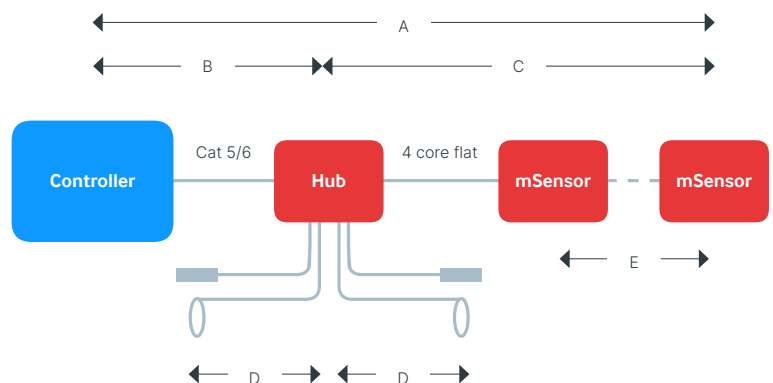 A
B
C
Controller
Cat 5/6
Hub
4 core flat
mSensor
mSensor
E
D
D